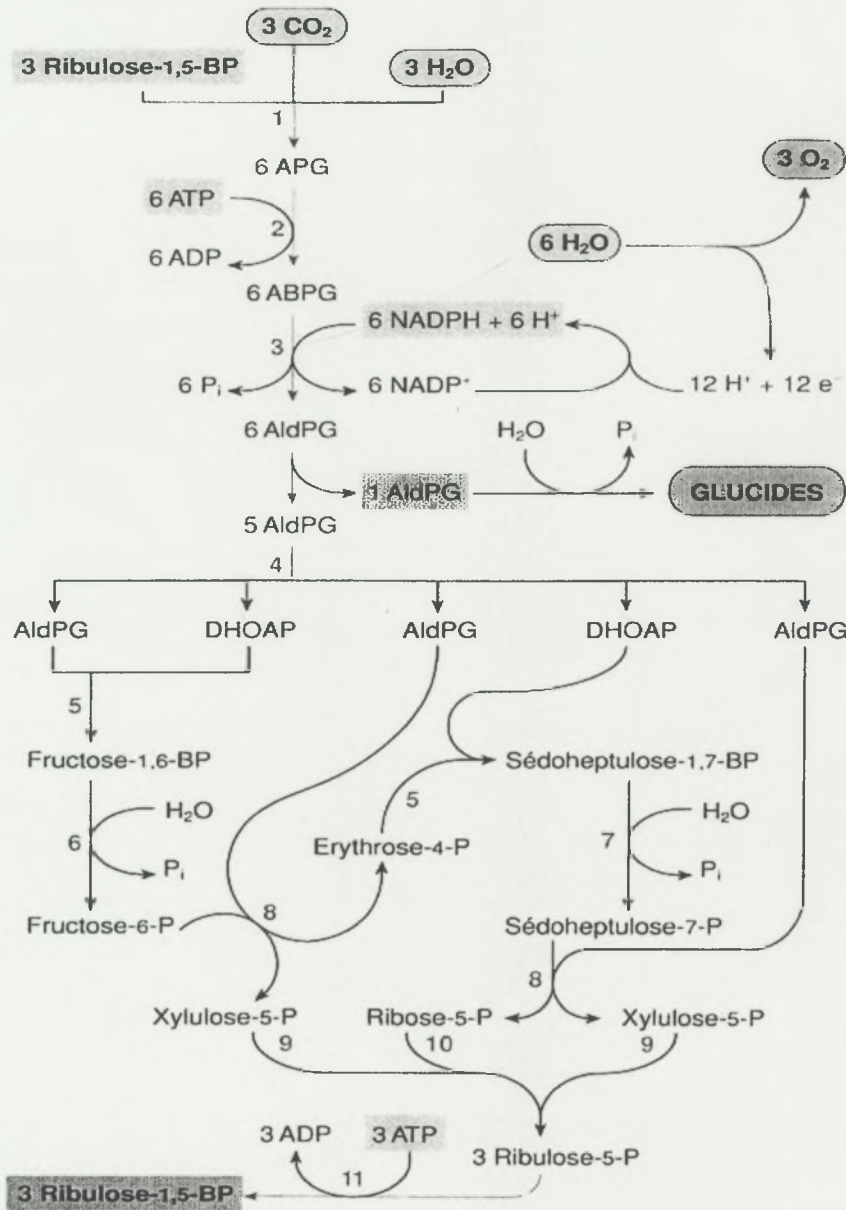 3 CO₂
3 Ribulose-1,5-BP
3 H₂O
1
6 APG
3 O₂
6 ATP
2
6 H₂O
6 ADP
6 ABPG
6 NADPH + 6 H⁺
3
6 Pᵢ
6 NADP⁺
12 H⁺ + 12 e⁻
6 AldPG
H₂O
Pᵢ
1 AldPG
GLUCIDES
5 AldPG
4
AldPG
DHOAP
AldPG
DHOAP
AldPG
5
Fructose-1,6-BP
Sédoheptulose-1,7-BP
5
H₂O
H₂O
6
Erythrose-4-P
7
Pᵢ
Pᵢ
8
Fructose-6-P
Sédoheptulose-7-P
8
Xylulose-5-P
Ribose-5-P
Xylulose-5-P
9
10
9
3 ADP
3 ATP
3 Ribulose-5-P
11
3 Ribulose-1,5-BP